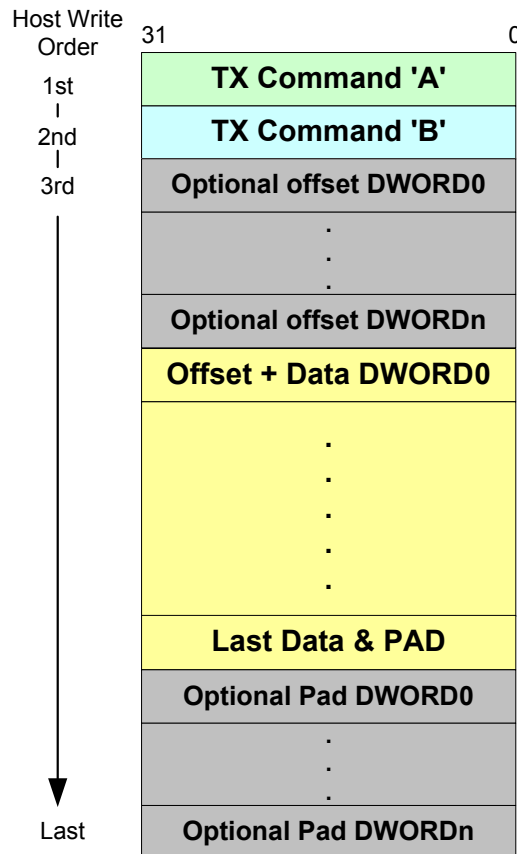 Host Write
Order
31
0
1st
TX Command 'A'
2nd
TX Command 'B'
3rd
Optional offset DWORD0
.
.
.
Optional offset DWORDn
Offset + Data DWORD0
.
.
.
.
.
Last Data & PAD
Optional Pad DWORD0
.
.
.
Last
Optional Pad DWORDn